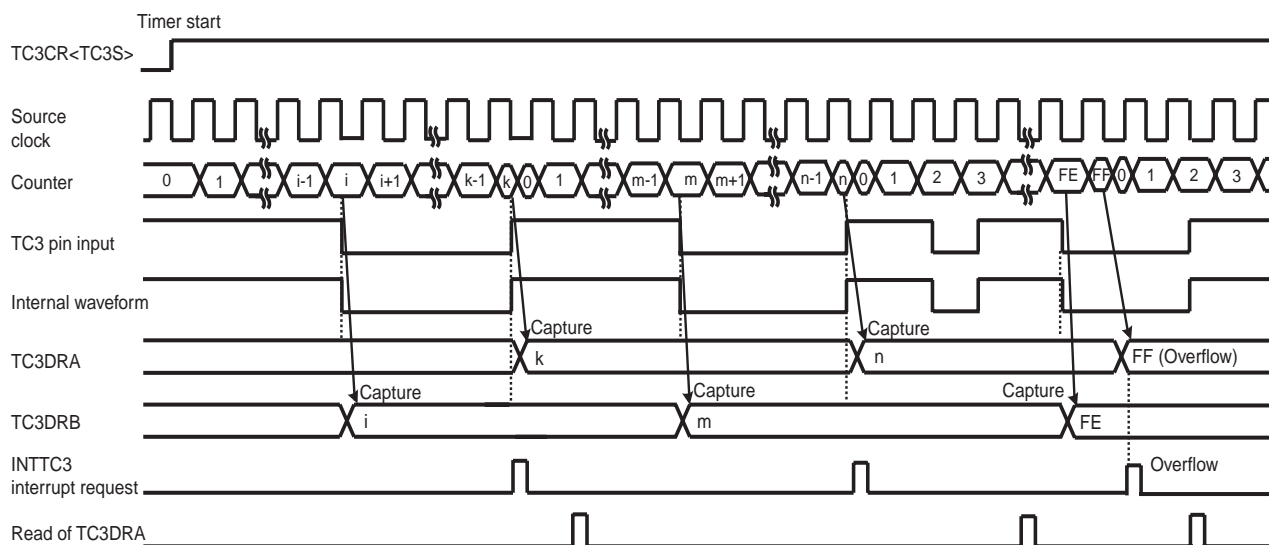 Timer start
TC3CR<TC3S>
Source
clock
Counter
0 1 i-1 i i+1 k-1 k 0 1 m-1 m m+1 n-1 n 0 1 2 3 FE FF 0 1 2 3
TC3 pin input
Internal waveform
Capture Capture
TC3DRA
k n FF (Overflow)
Capture Capture Capture
TC3DRB
i m FE
INTTC3
interrupt request
Overflow
Read of TC3DRA